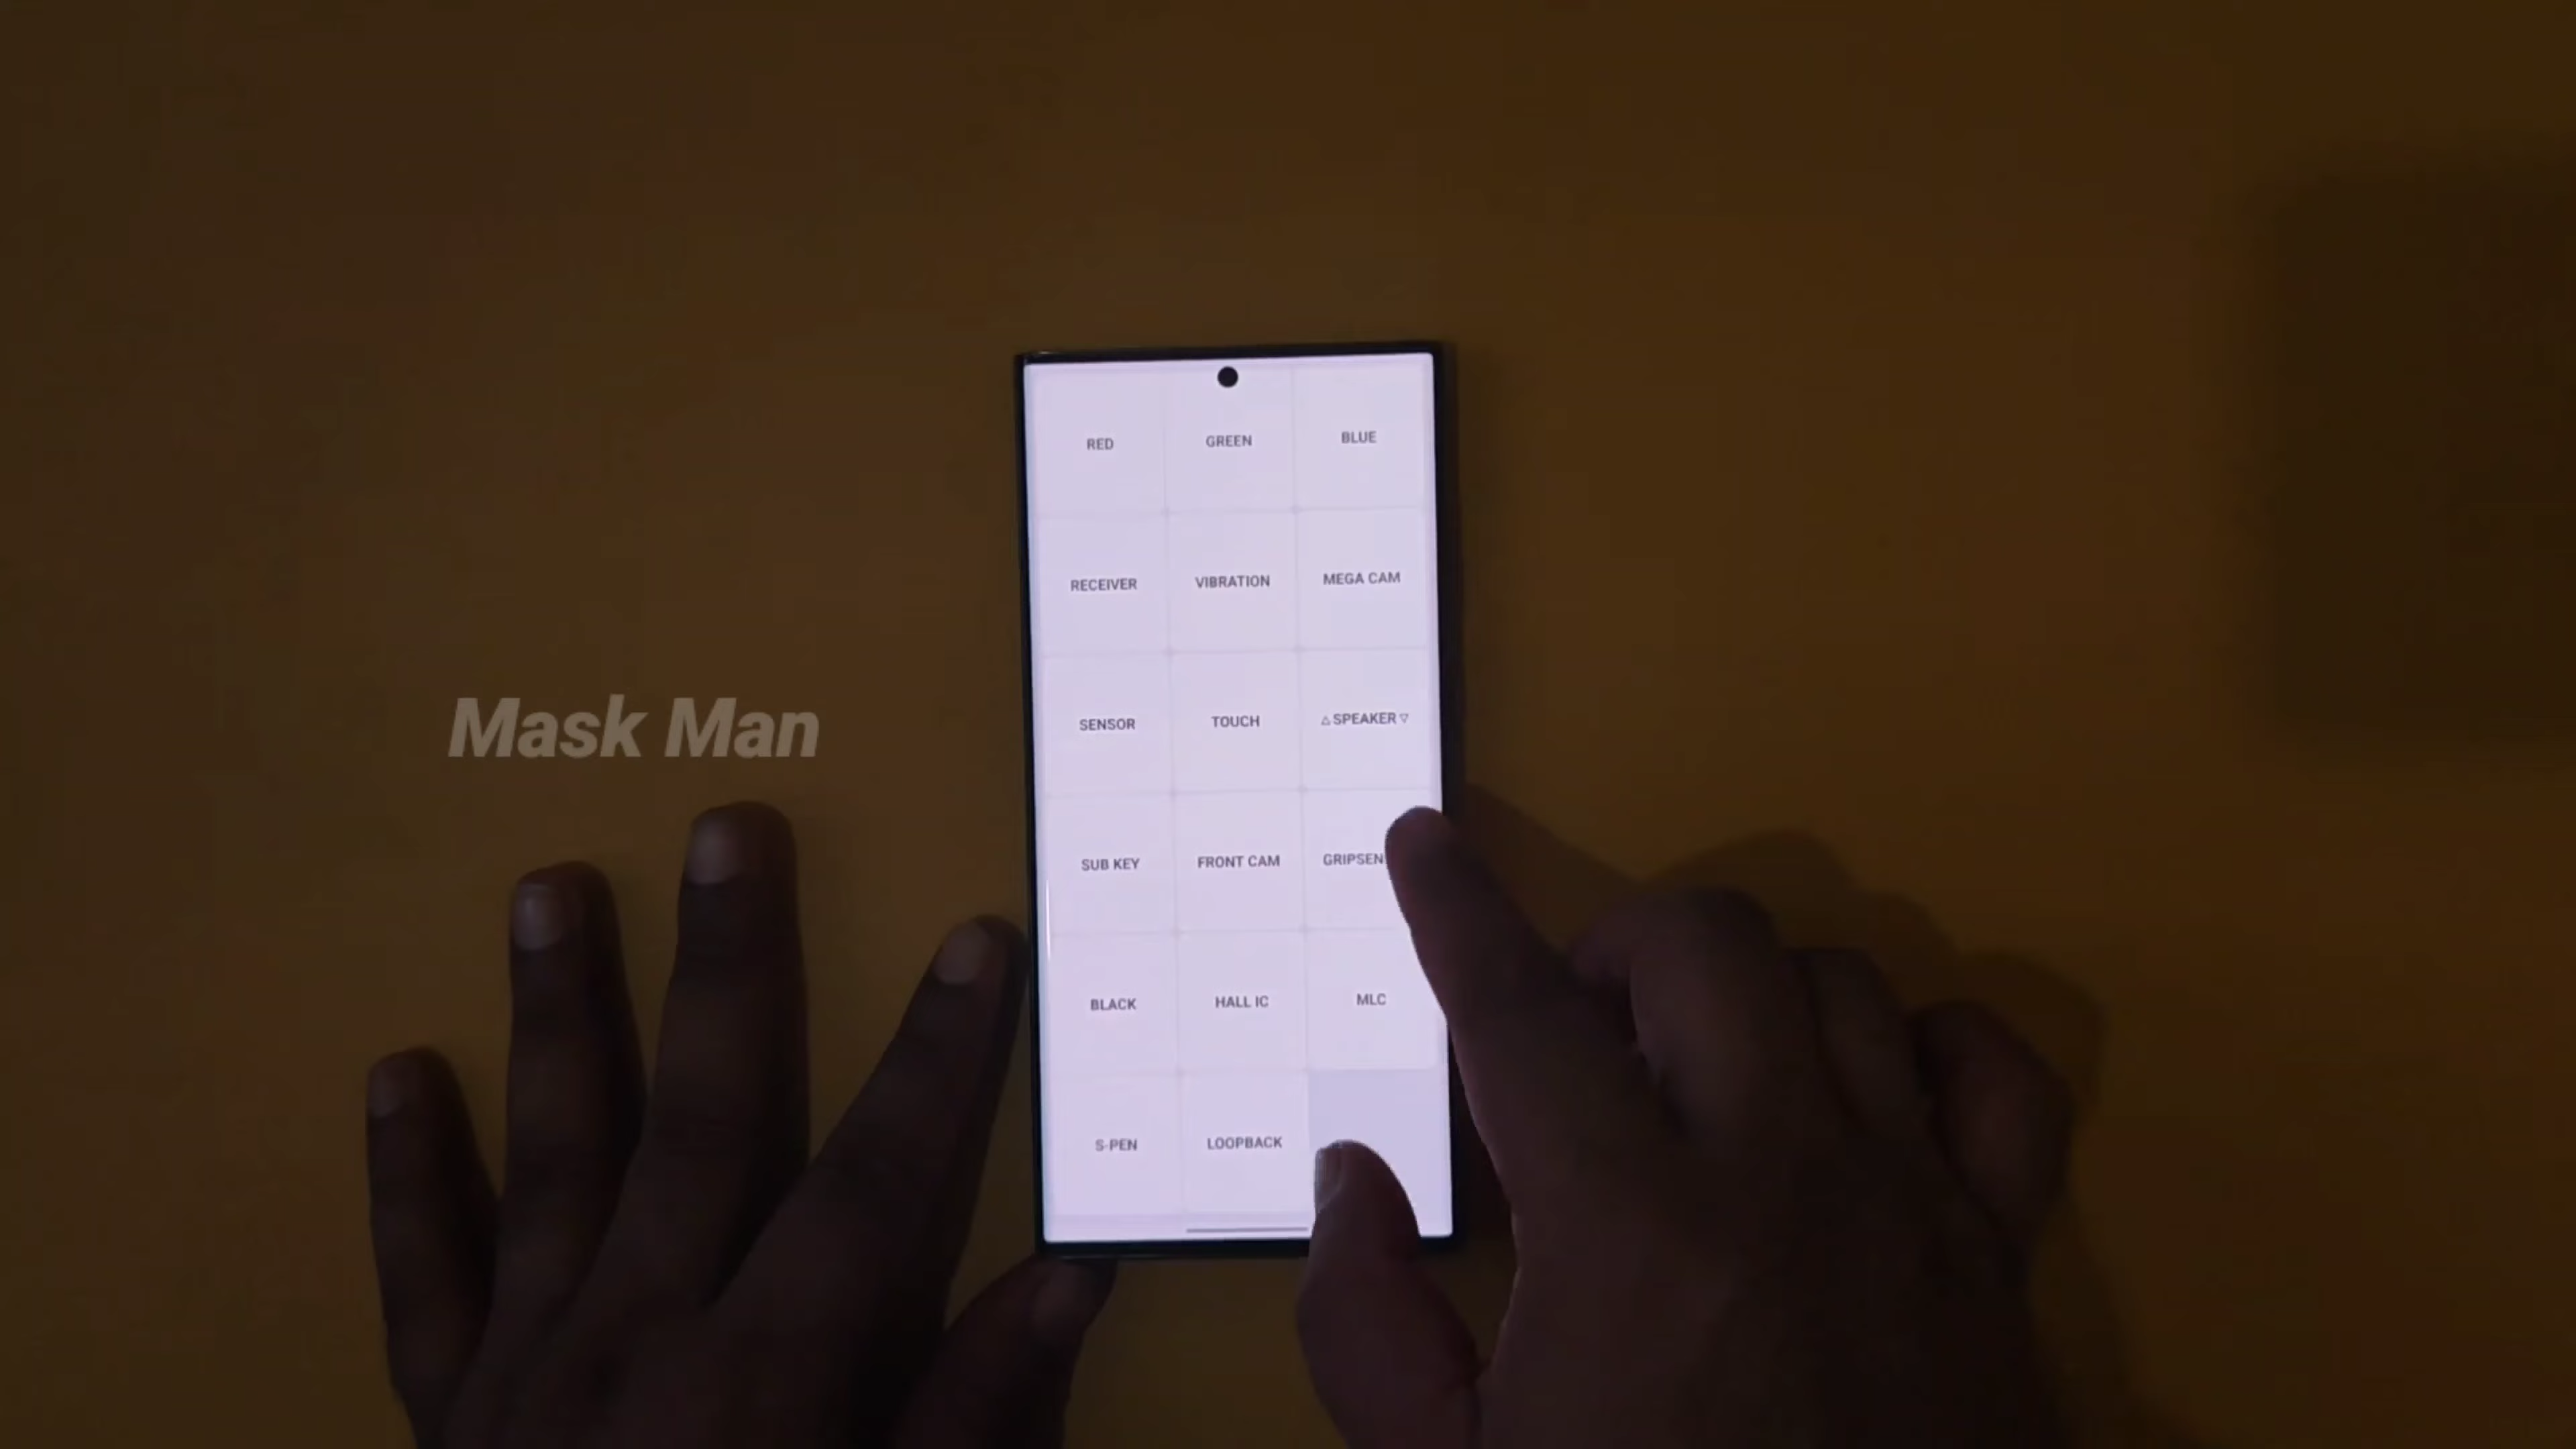 RED GREEN BLUE
RECEIVER VIBRATION MEGA CAM
SENSOR TOUCH △ SPEAKER ▽
Mask Man
SUB KEY FRONT CAM GRIPSEN
BLACK HALL IC MLC
S-PEN LOOPBACK